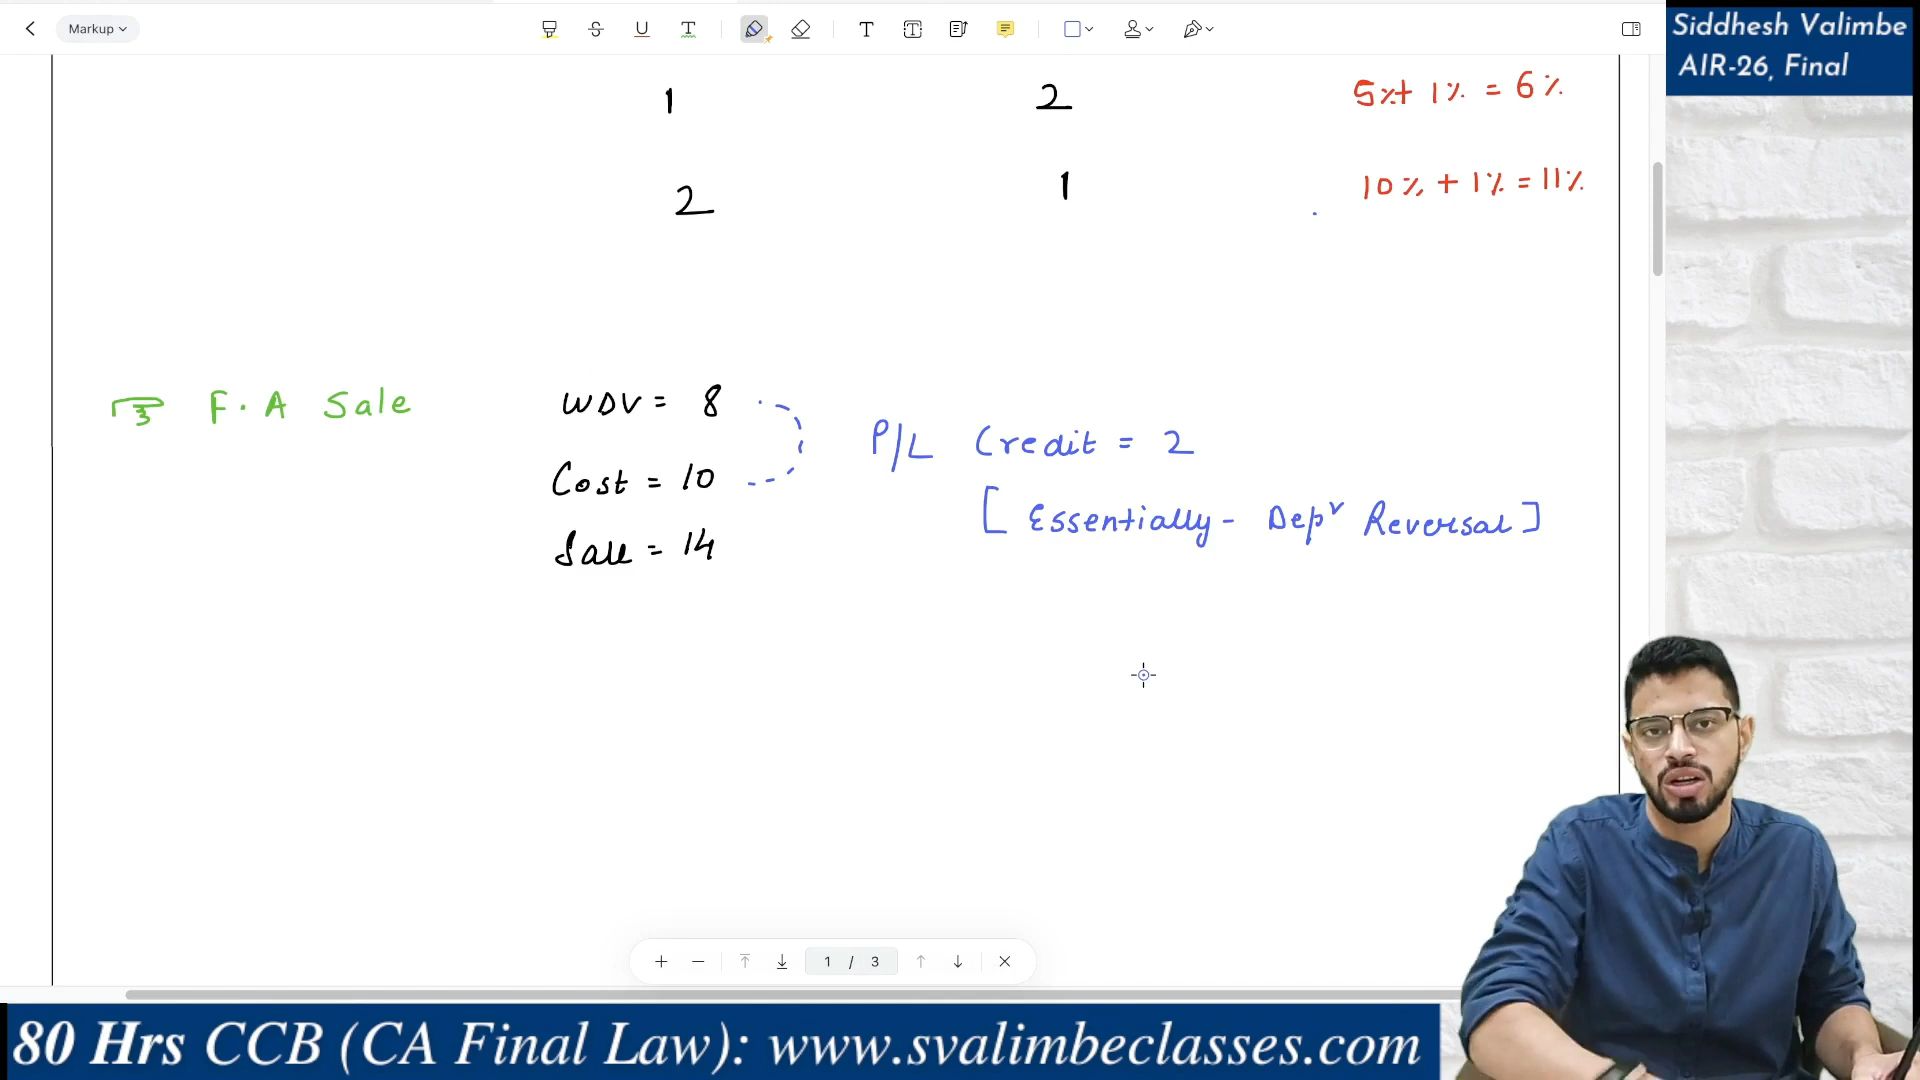 Markup
Siddhesh Valimbe
AIR-26, Final
1 2 5%+ 1% = 6%
2 1 10% + 1% = 11%
F.A Sale
WDV = 8
Cost = 10
Sale = 14
P/L Credit = 2
[ Essentially - Depr Reversal ]
1 / 3
80 Hrs CCB (CA Final Law): www.svalimbeclasses.com